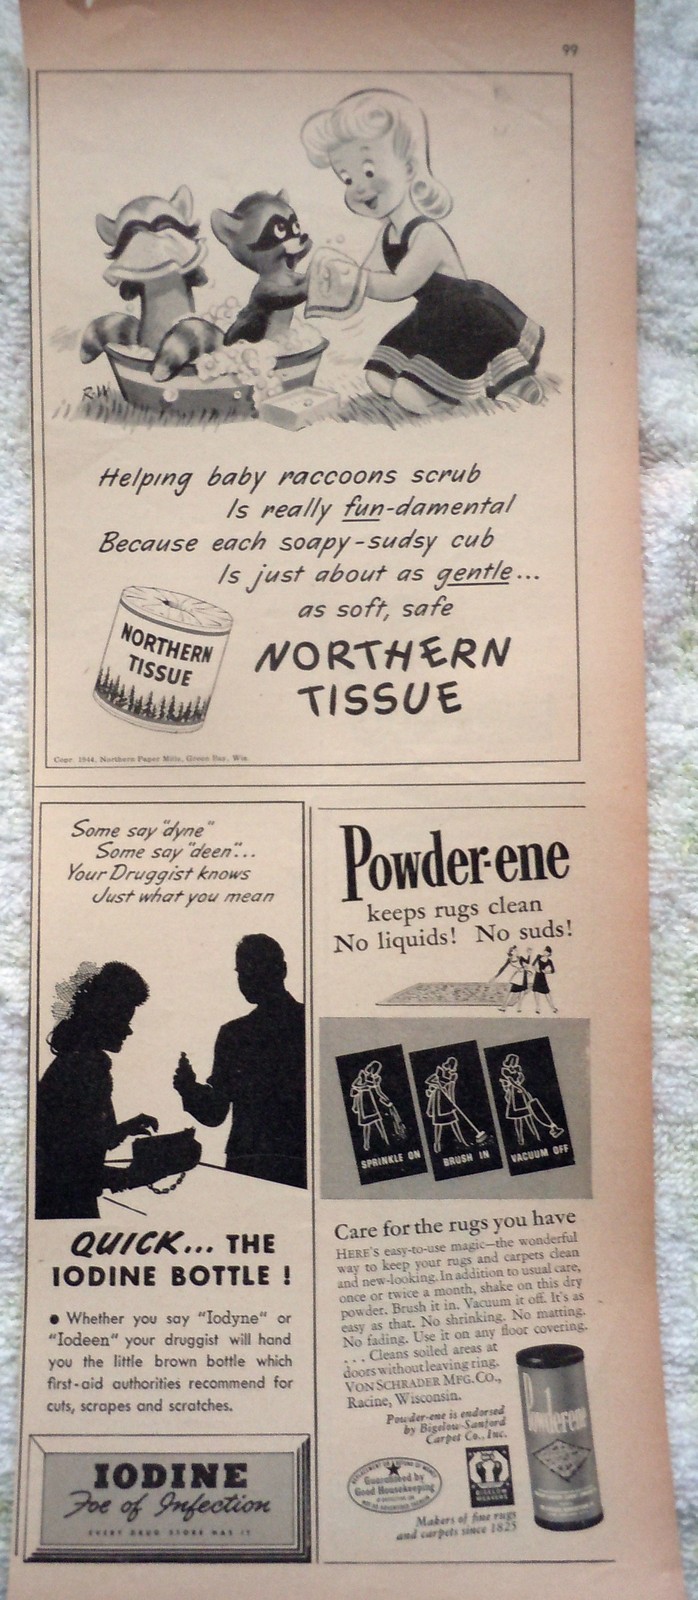 99
R-W
Helping baby raccoons scrub
Is really fun-damental
Because each soapy-sudsy cub
Is just about as gentle...
as soft, safe
NORTHERN
TISSUE
NORTHERN
TISSUE
Copr. 1944, Northern Paper Mills, Green Bay, Wis.
Some say "dyne"
Some say "deen"...
Your Druggist knows
Just what you mean
QUICK... THE
IODINE BOTTLE!
● Whether you say "Iodyne" or
"Iodeen" your druggist will hand
you the little brown bottle which
first-aid authorities recommend for
cuts, scrapes and scratches.
IODINE
Foe of Infection
EVERY DRUG STORE HAS IT
Powder-ene
keeps rugs clean
No liquids! No suds!
SPRINKLE ON
BRUSH IN
VACUUM OFF
Care for the rugs you have
HERE'S easy-to-use magic—the wonderful
way to keep your rugs and carpets clean
and new-looking. In addition to usual care,
once or twice a month, shake on this dry
powder. Brush it in. Vacuum it off. It's as
easy as that. No shrinking. No matting.
No fading. Use it on any floor covering.
... Cleans soiled areas at
doors without leaving ring.
VON SCHRADER MFG. CO.,
Racine, Wisconsin.
Powder-ene is endorsed
by Bigelow-Sanford
Carpet Co., Inc.
Guaranteed by
Good Housekeeping
BIGELOW
WEAVERS
Makers of fine rugs
and carpets since 1825
Powder-ene